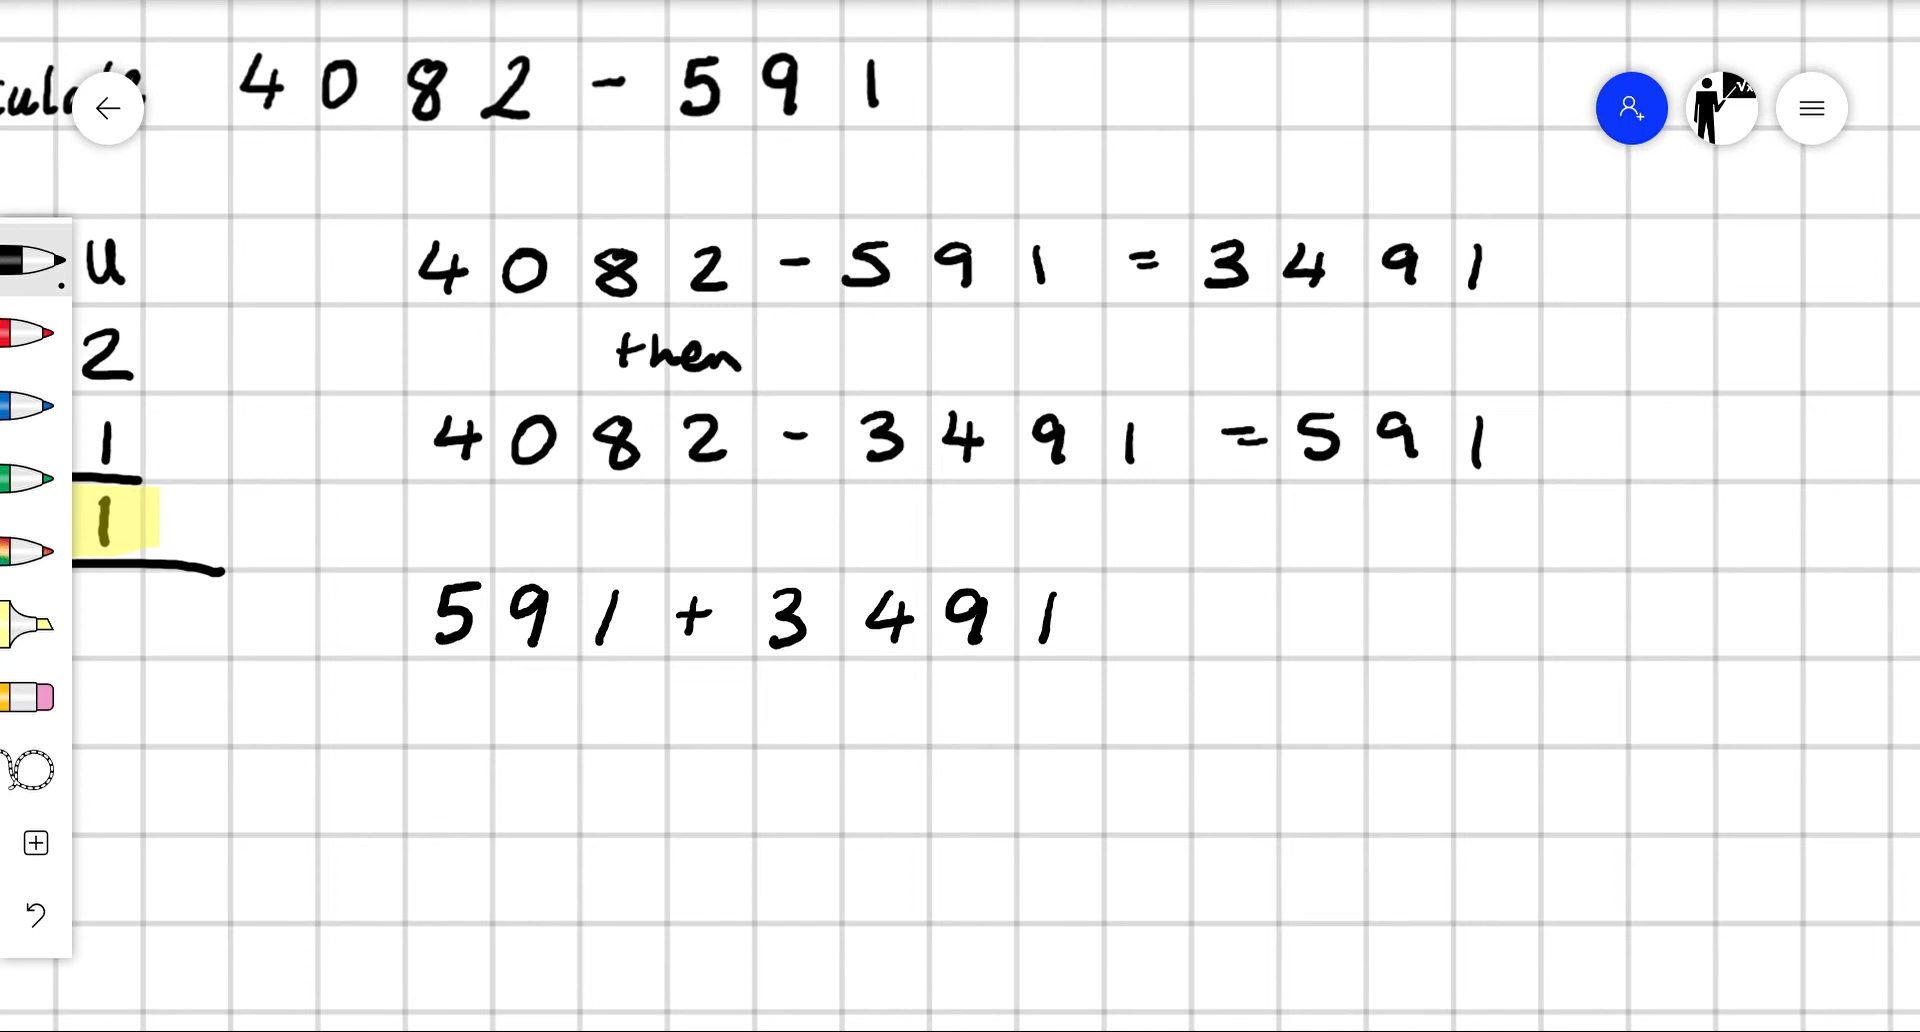 4082 - 591
U
4082 - 591 = 3491
2
then
1
4082 - 3491 = 591
1
591 + 3491